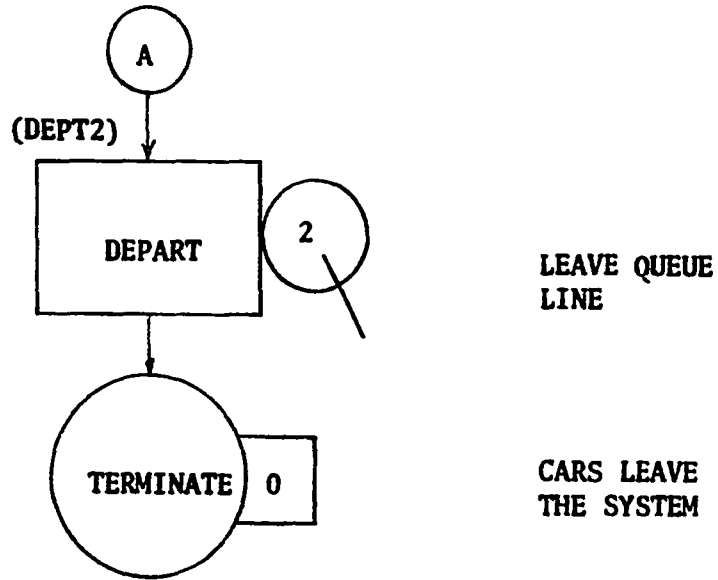 A
(DEPT2)
DEPART
2
LEAVE QUEUE
LINE
TERMINATE
0
CARS LEAVE
THE SYSTEM